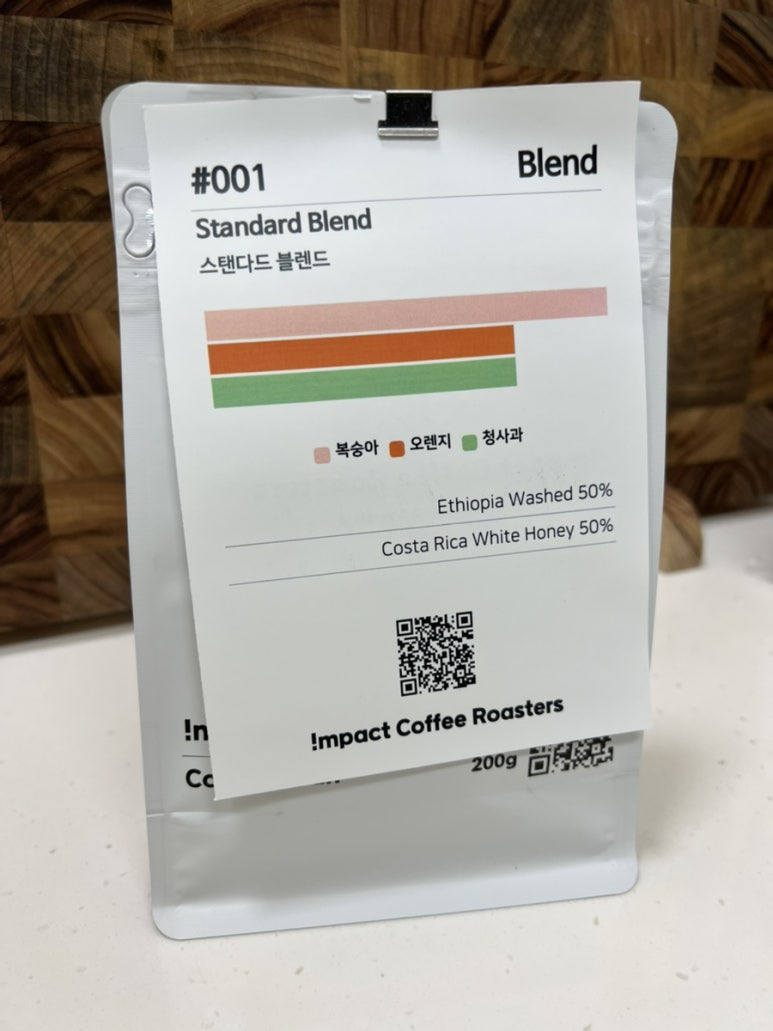 #001 Blend
Standard Blend
스탠다드 블렌드
복숭아 오렌지 청사과
Ethiopia Washed 50%
Costa Rica White Honey 50%
!mpact Coffee Roasters
200g